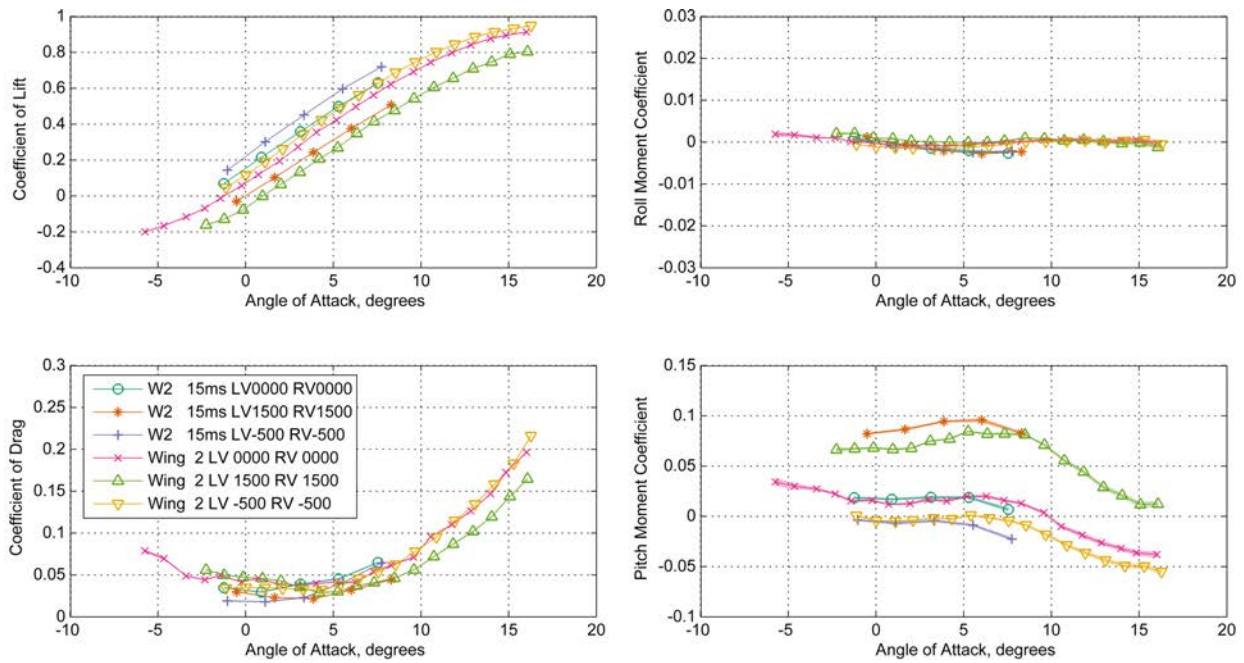 1
0.8
0.6
0.4
0.2
0
-0.2
-0.4
Coefficient of Lift
-10 -5 0 5 10 15 20
Angle of Attack, degrees
0.03
0.02
0.01
0
-0.01
-0.02
-0.03
Roll Moment Coefficient
-10 -5 0 5 10 15 20
Angle of Attack, degrees
0.3
0.25
0.2
0.15
0.1
0.05
0
Coefficient of Drag
W2 15ms LV0000 RV0000
W2 15ms LV1500 RV1500
W2 15ms LV-500 RV-500
Wing 2 LV 0000 RV 0000
Wing 2 LV 1500 RV 1500
Wing 2 LV -500 RV -500
-10 -5 0 5 10 15 20
Angle of Attack, degrees
0.15
0.1
0.05
0
-0.05
-0.1
Pitch Moment Coefficient
-10 -5 0 5 10 15 20
Angle of Attack, degrees